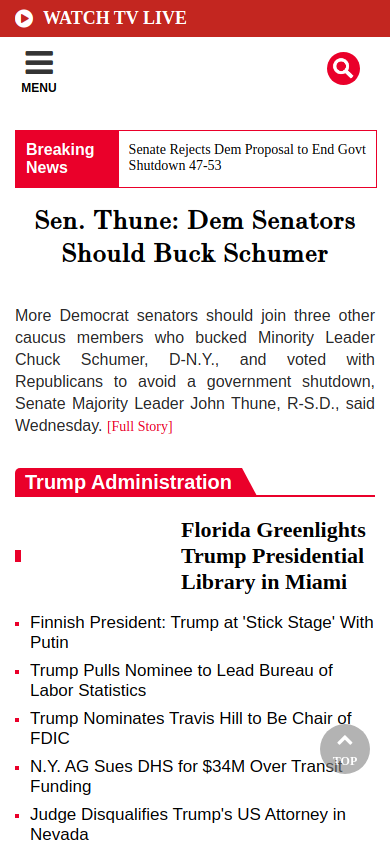 WATCH TV LIVE
MENU
Breaking
News
Senate Rejects Dem Proposal to End Govt
Shutdown 47-53
Sen. Thune: Dem Senators
Should Buck Schumer
More Democrat senators should join three other
caucus members who bucked Minority Leader
Chuck Schumer, D-N.Y., and voted with
Republicans to avoid a government shutdown,
Senate Majority Leader John Thune, R-S.D., said
Wednesday. [Full Story]
Trump Administration
Florida Greenlights
Trump Presidential
Library in Miami
Finnish President: Trump at 'Stick Stage' With
Putin
Trump Pulls Nominee to Lead Bureau of
Labor Statistics
Trump Nominates Travis Hill to Be Chair of
FDIC
N.Y. AG Sues DHS for $34M Over Transit
Funding
TOP
Judge Disqualifies Trump's US Attorney in
Nevada